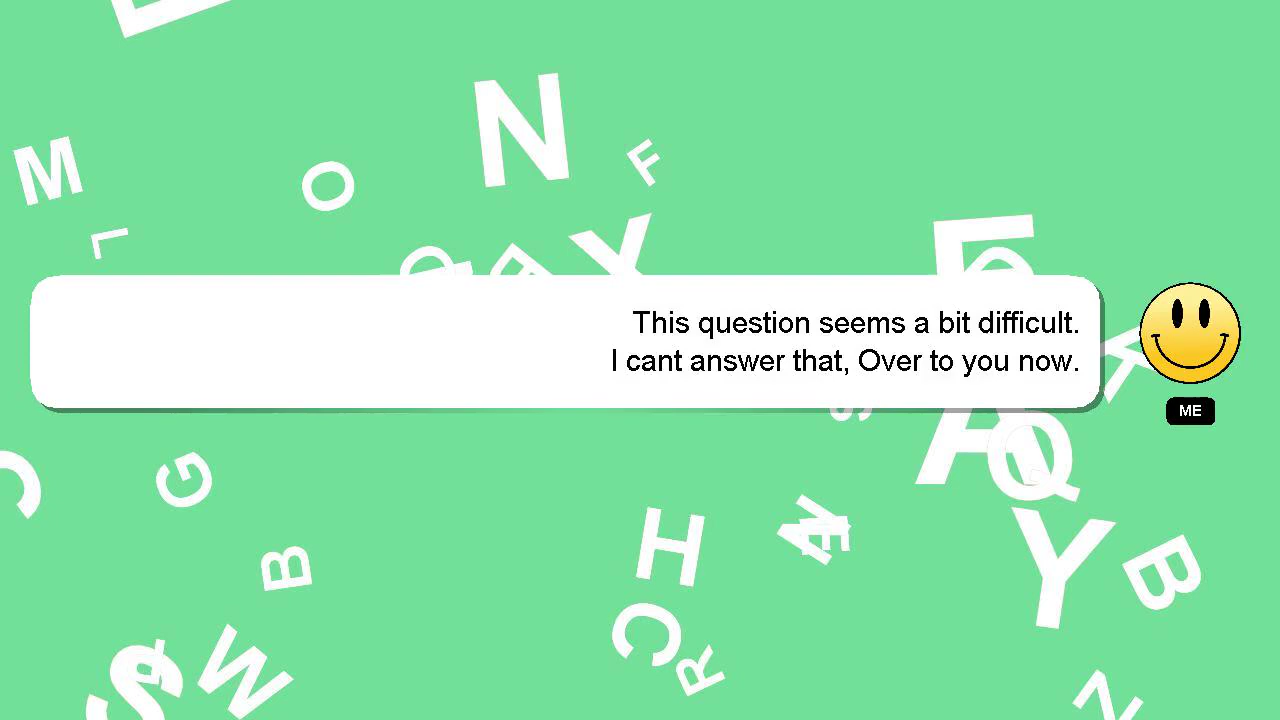 This question seems a bit difficult.
I cant answer that, Over to you now.
ME